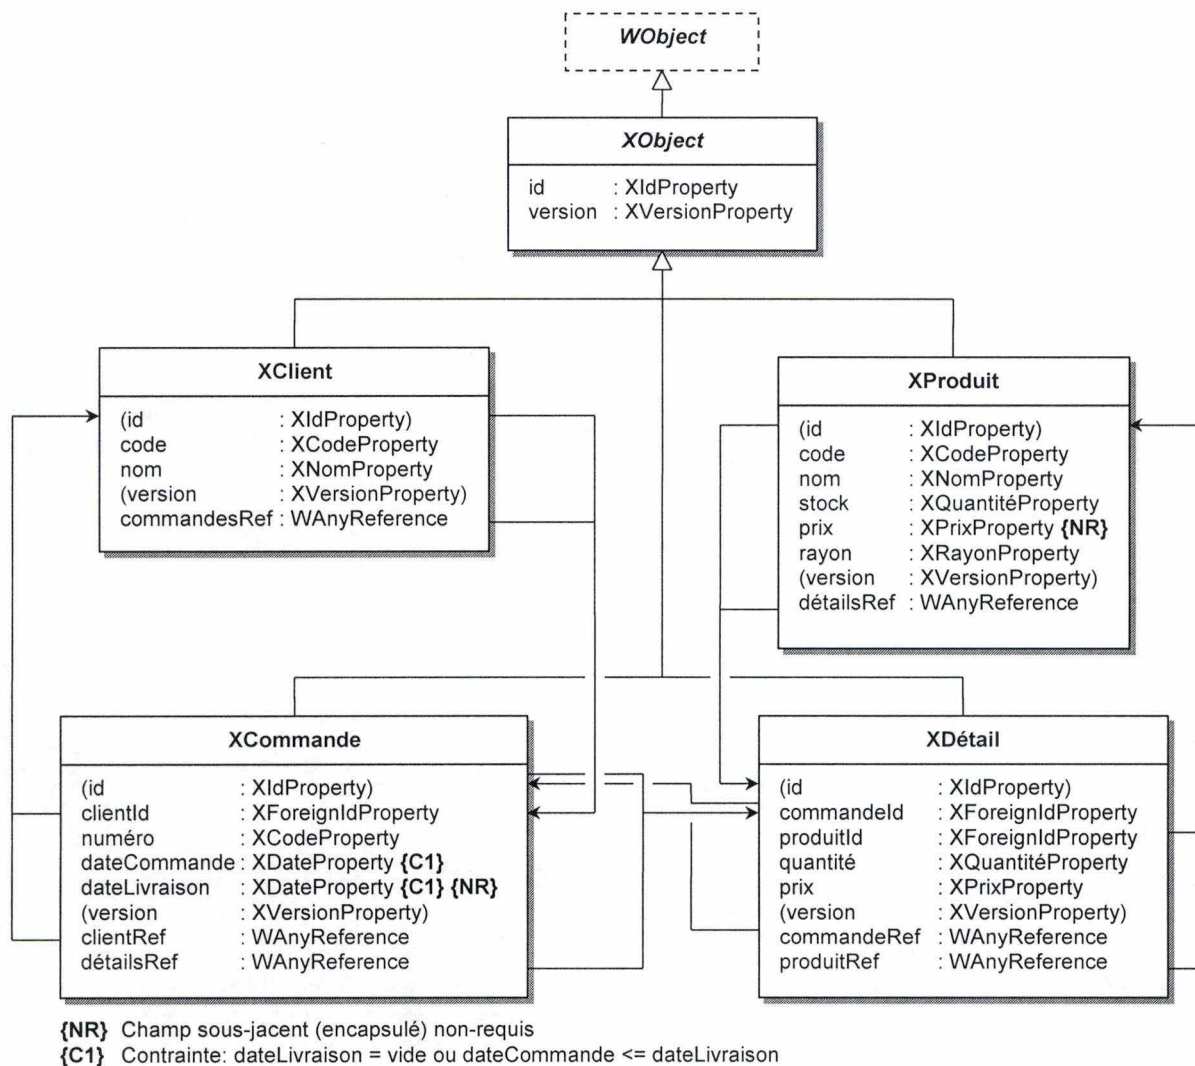 WObject
XObject
id : XIdProperty
version : XVersionProperty
XClient
(id : XIdProperty)
code : XCodeProperty
nom : XNomProperty
(version : XVersionProperty)
commandesRef : WAnyReference
XProduit
(id : XIdProperty)
code : XCodeProperty
nom : XNomProperty
stock : XQuantitéProperty
prix : XPrixProperty {NR}
rayon : XRayonProperty
(version : XVersionProperty)
détailsRef : WAnyReference
XCommande
(id : XIdProperty)
clientId : XForeignIdProperty
numéro : XCodeProperty
dateCommande : XDateProperty {C1}
dateLivraison : XDateProperty {C1} {NR}
(version : XVersionProperty)
clientRef : WAnyReference
détailsRef : WAnyReference
XDétail
(id : XIdProperty)
commandeId : XForeignIdProperty
produitId : XForeignIdProperty
quantité : XQuantitéProperty
prix : XPrixProperty
(version : XVersionProperty)
commandeRef : WAnyReference
produitRef : WAnyReference
{NR} Champ sous-jacent (encapsulé) non-requis
{C1} Contrainte: dateLivraison = vide ou dateCommande <= dateLivraison